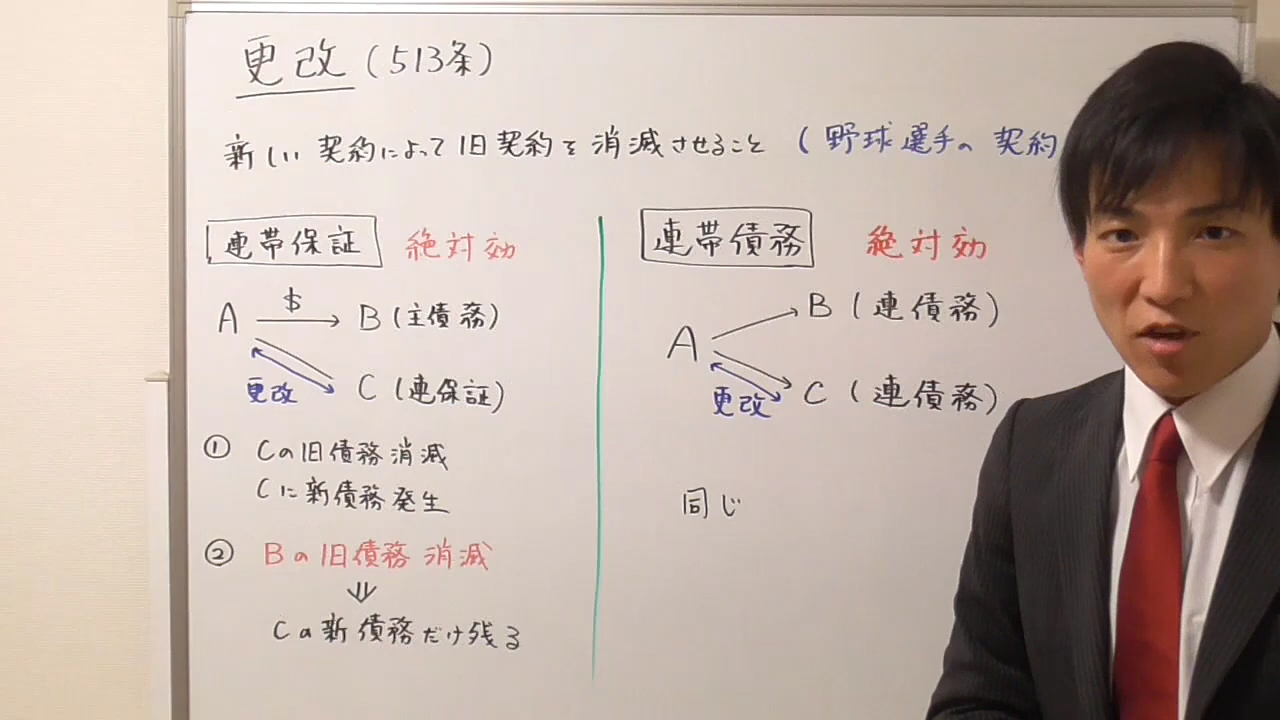 更改(513条)
新しい契約によって旧契約を消滅させること (野球選手の契約
連帯保証 絶対効
A $ B(主債務)
更改 C(連保証)
① Cの旧債務消滅
Cに新債務発生
② Bの旧債務消滅
⇓
Cの新債務だけ残る
連帯債務 絶対効
A B(連債務)
更改 C(連債務)
同じ